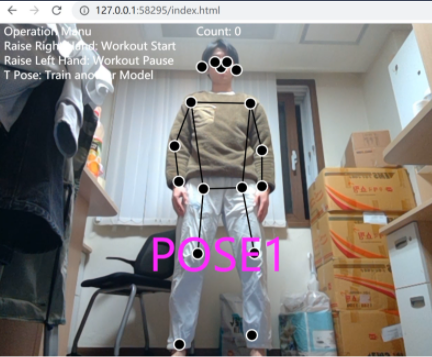 127.0.0.1:58295/index.html
Operation Menu
Count: 0
Raise Right Hand: Workout Start
Raise Left Hand: Workout Pause
T Pose: Train another Model
POSE1